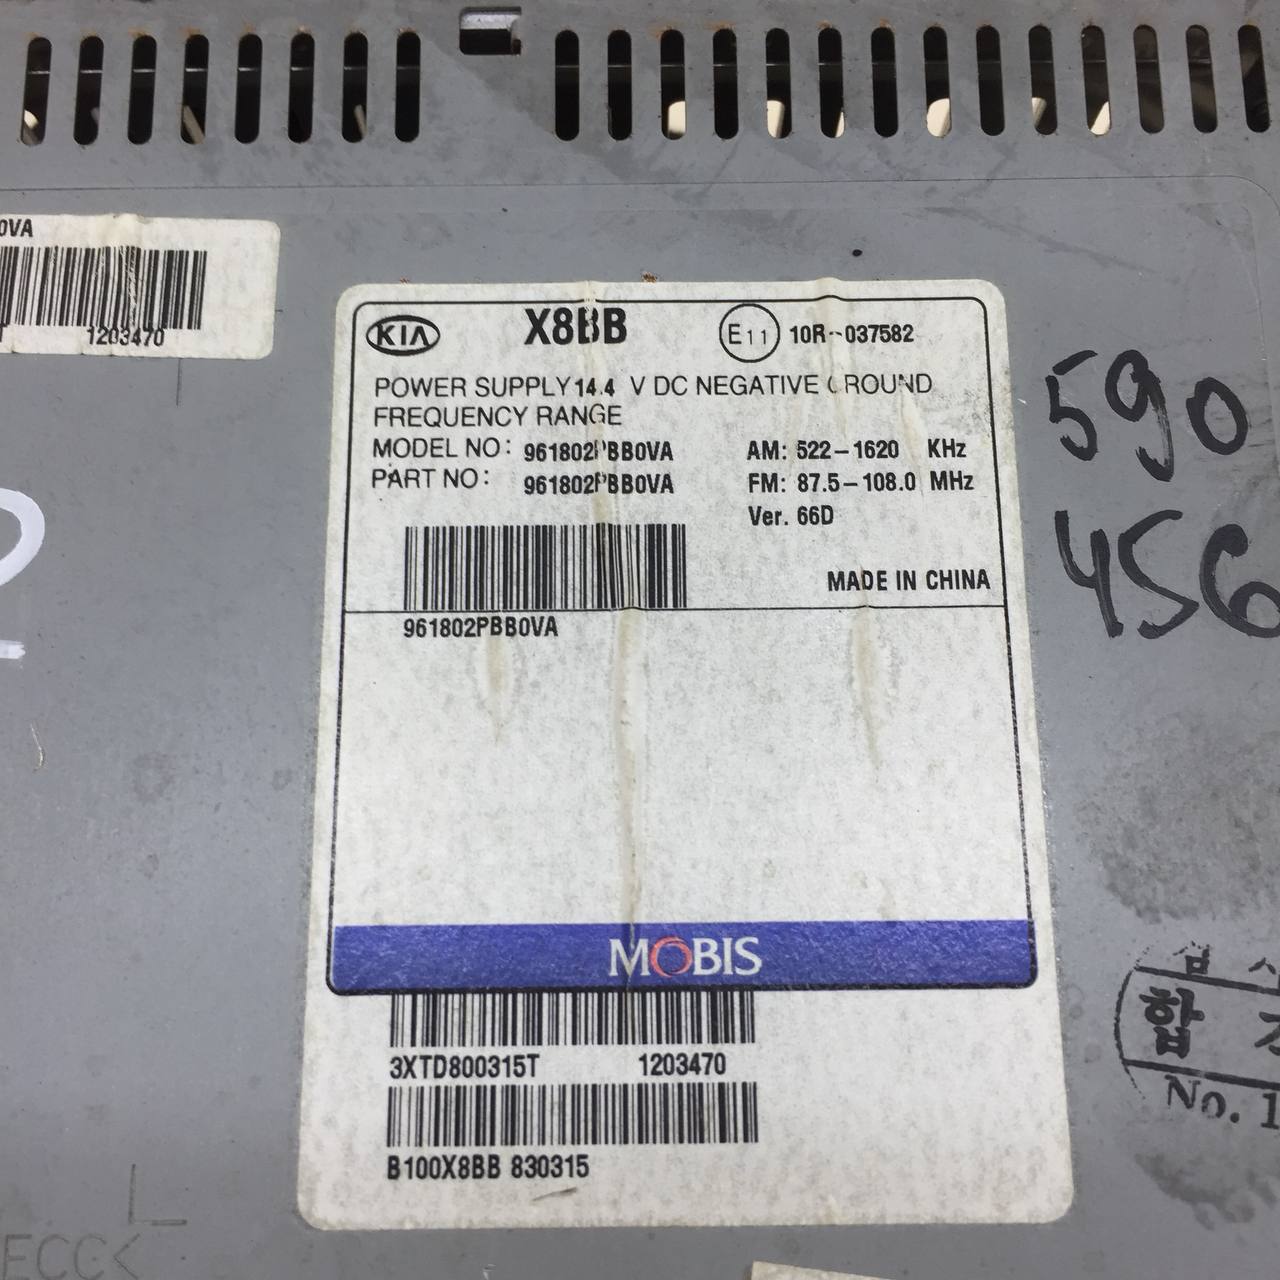 0VA
1203470
KIA X8BB E11 10R-037582
POWER SUPPLY 14.4 V DC NEGATIVE GROUND
FREQUENCY RANGE
MODEL NO: 961802PBB0VA AM: 522-1620 KHz
PART NO: 961802PBB0VA FM: 87.5-108.0 MHz
Ver. 66D
MADE IN CHINA
961802PBB0VA
MOBIS
3XTD800315T 1203470
B100X8BB 830315
590
456
합
No. 1
ECC<